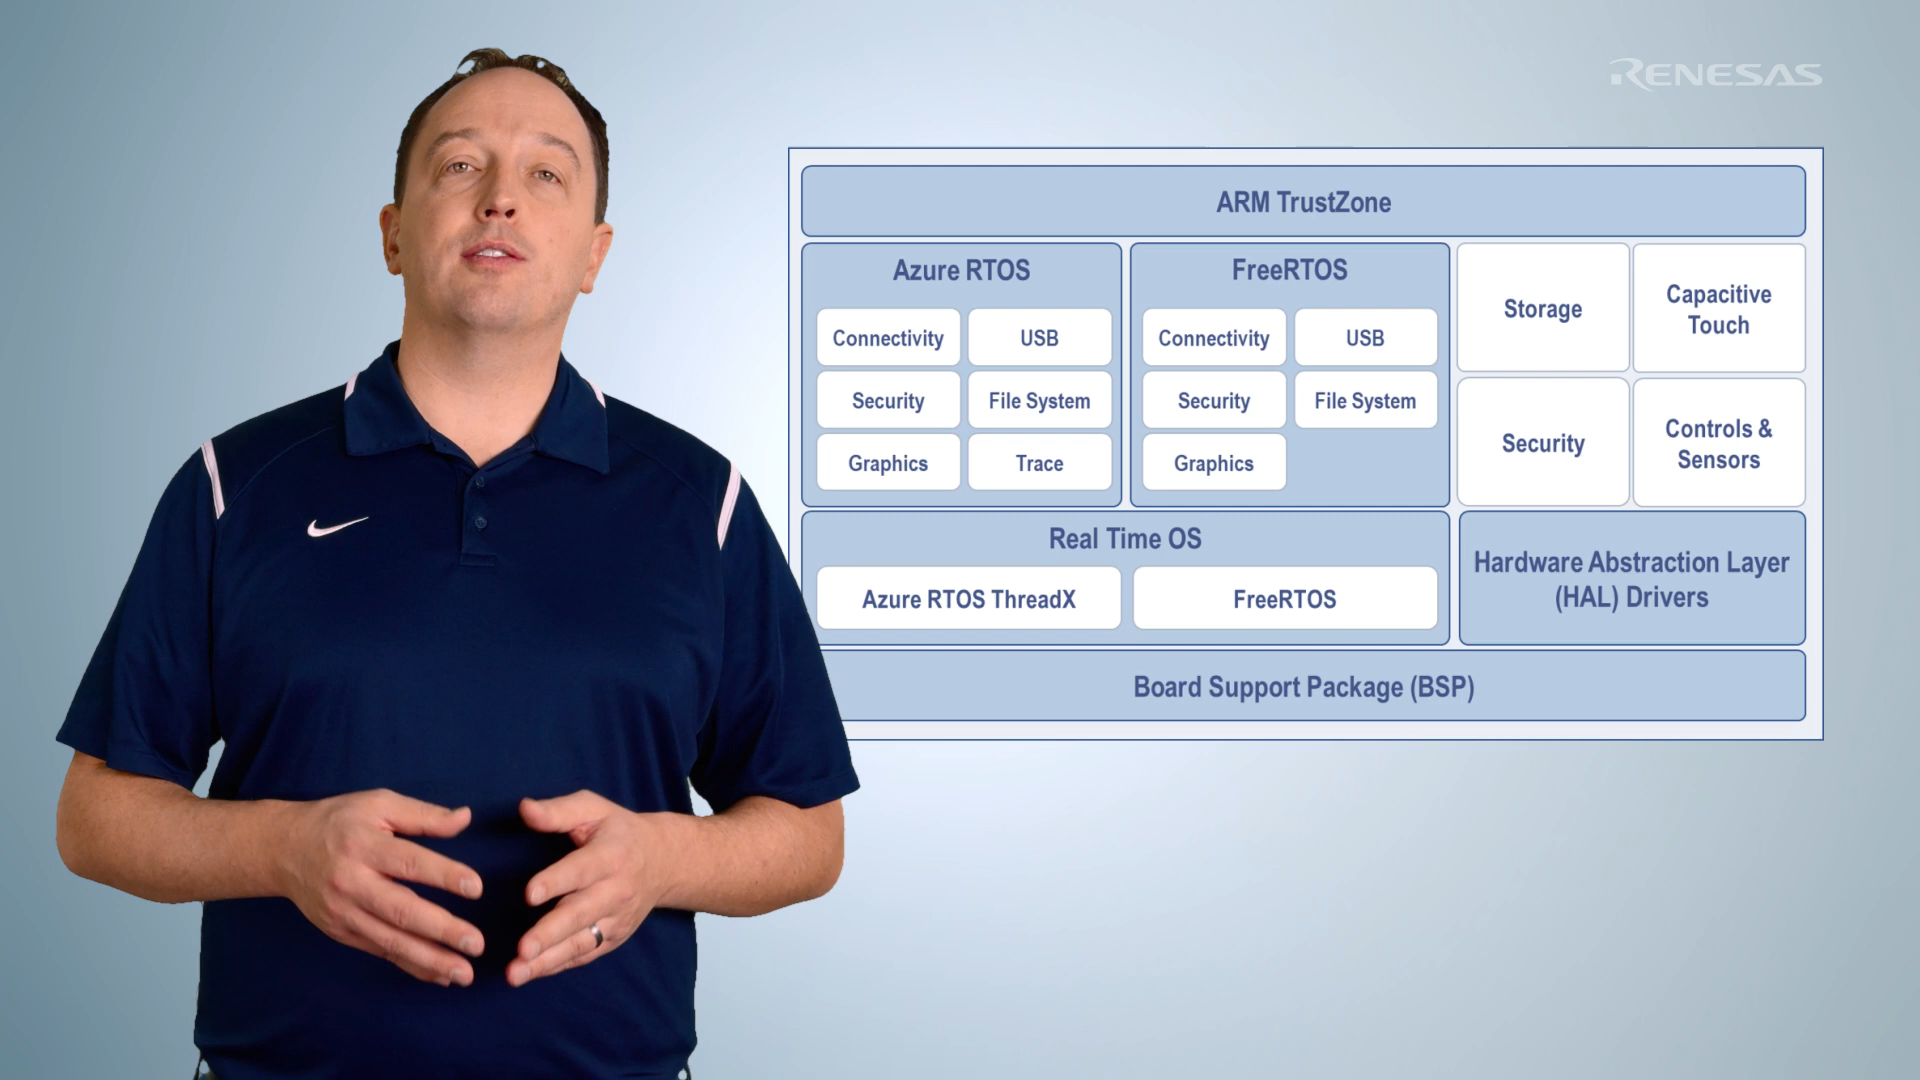 RENESAS
ARM TrustZone
Azure RTOS
Connectivity
USB
Security
File System
Graphics
Trace
FreeRTOS
Connectivity
USB
Security
File System
Graphics
Storage
Capacitive
Touch
Security
Controls &
Sensors
Real Time OS
Azure RTOS ThreadX
FreeRTOS
Hardware Abstraction Layer
(HAL) Drivers
Board Support Package (BSP)